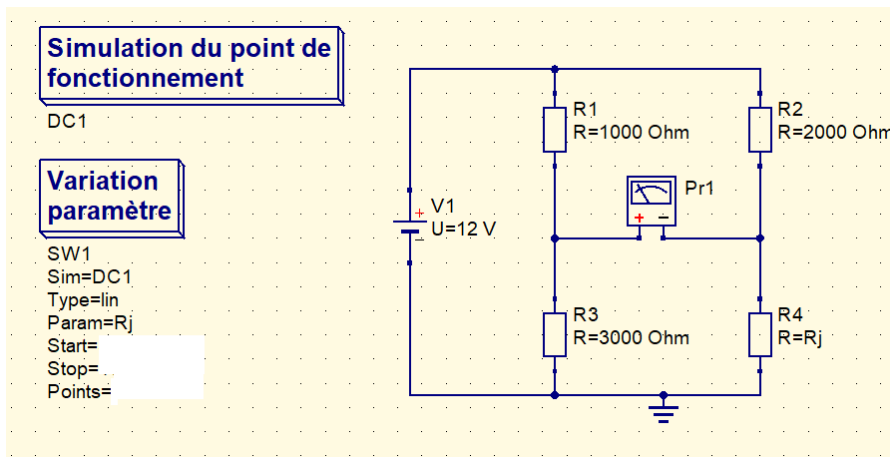 Simulation du point de
fonctionnement
DC1
Variation
paramètre
SW1
Sim=DC1
Type=lin
Param=Rj
Start=
Stop=
Points=
V1
U=12 V
R1
R=1000 Ohm
R2
R=2000 Ohm
Pr1
R3
R=3000 Ohm
R4
R=Rj